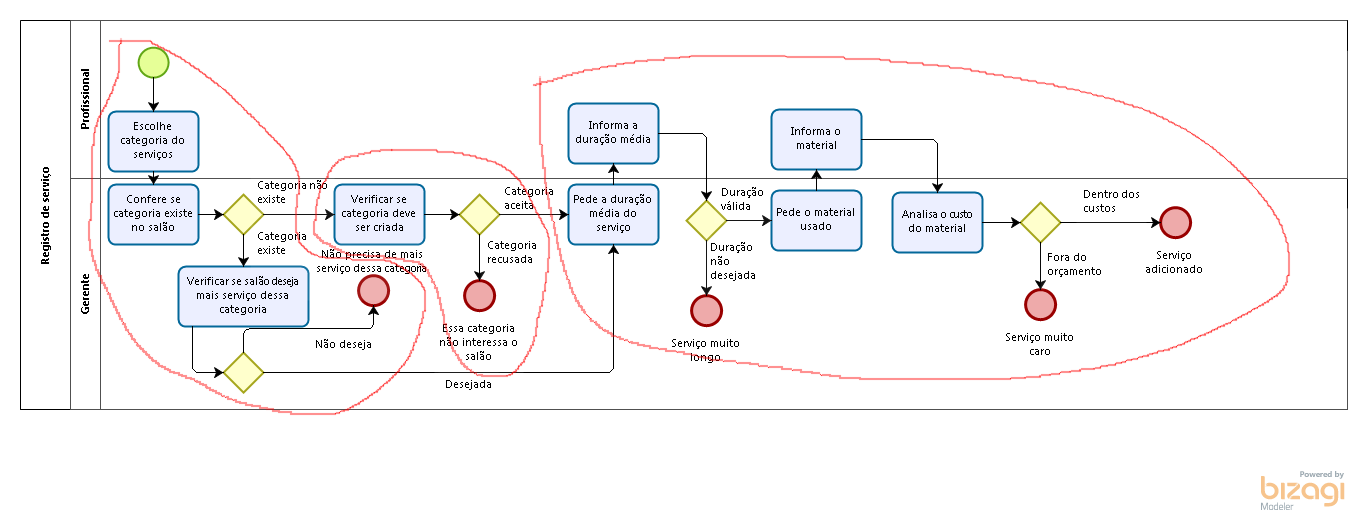 Registro de serviço
Profissional
Gerente
Escolhe
categoria do
serviços
Confere se
categoria existe
no salão
Categoria não
existe
Categoria
existe
Verificar se salão deseja
mais serviço dessa
categoria
Não deseja
Não precisa de mais
serviço dessa categoria
Desejada
Verificar se
categoria deve
ser criada
Categoria
aceita
Categoria
recusada
Essa categoria
não interessa o
salão
Pede a duração
média do
serviço
Informa a
duração média
Duração
válida
Duração
não
desejada
Serviço muito
longo
Pede o material
usado
Informa o
material
Analisa o custo
do material
Dentro dos
custos
Serviço
adicionado
Fora do
orçamento
Serviço muito
caro
Powered by
bizagi
Modeler